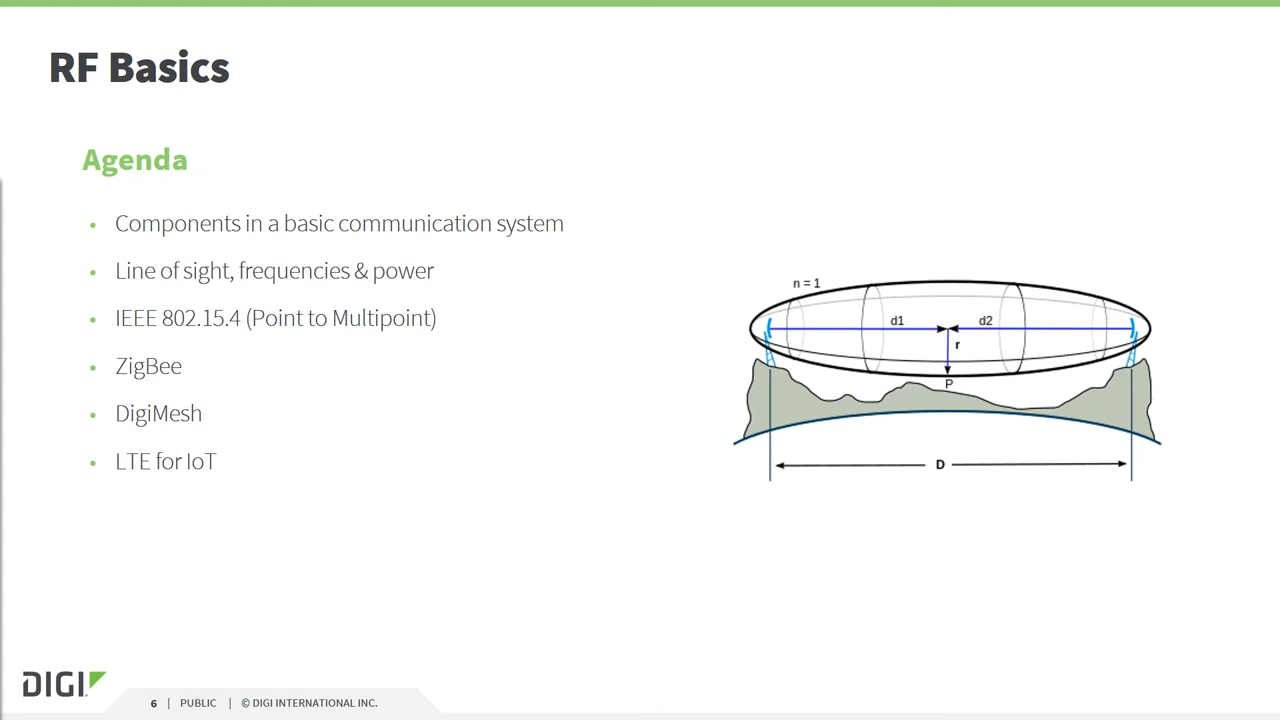 RF Basics
Agenda
• Components in a basic communication system
• Line of sight, frequencies & power
• IEEE 802.15.4 (Point to Multipoint)
• ZigBee
• DigiMesh
• LTE for IoT
n = 1
d1
d2
r
P
D
DIGI
6 | PUBLIC | © DIGI INTERNATIONAL INC.